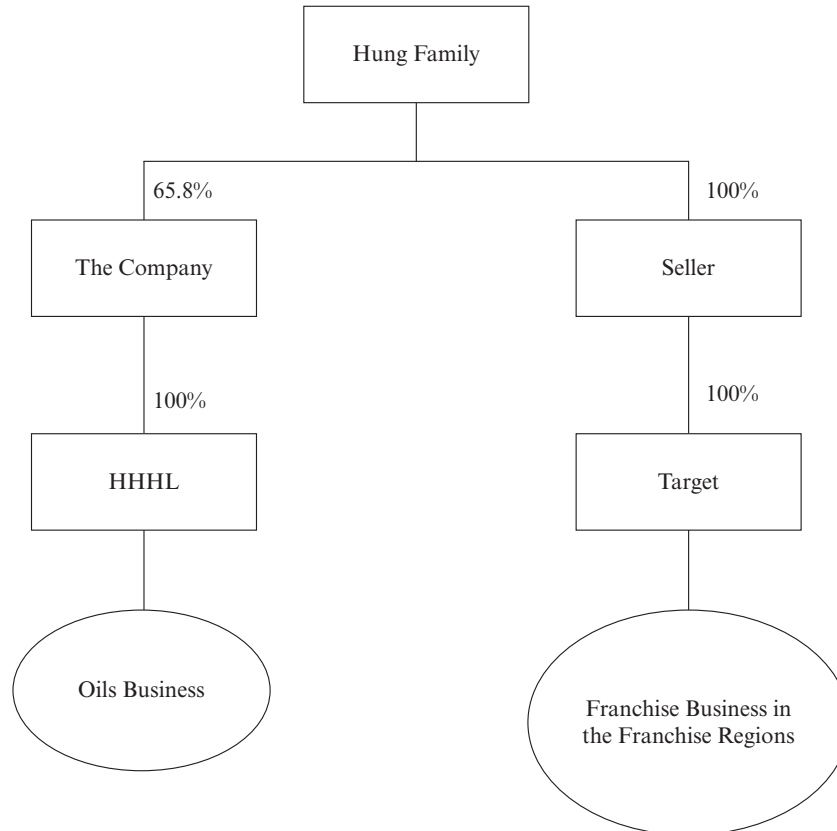 Hung Family
65.8%
100%
The Company
Seller
100%
100%
HHHL
Target
Oils Business
Franchise Business in
the Franchise Regions